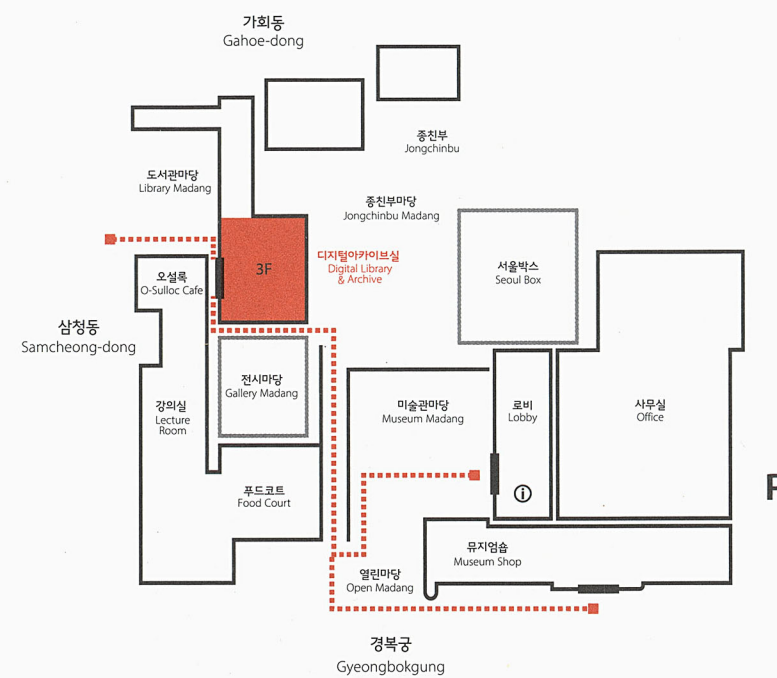 가회동
Gahoe-dong
종친부
Jongchinbu
도서관마당
Library Madang
종친부마당
Jongchinbu Madang
3F
디지털아카이브실
Digital Library
& Archive
서울박스
Seoul Box
오설록
O-Sulloc Cafe
삼청동
Samcheong-dong
전시마당
Gallery Madang
강의실
Lecture
Room
미술관마당
Museum Madang
로비
Lobby
사무실
Office
푸드코트
Food Court
뮤지엄숍
Museum Shop
열린마당
Open Madang
경복궁
Gyeongbokgung